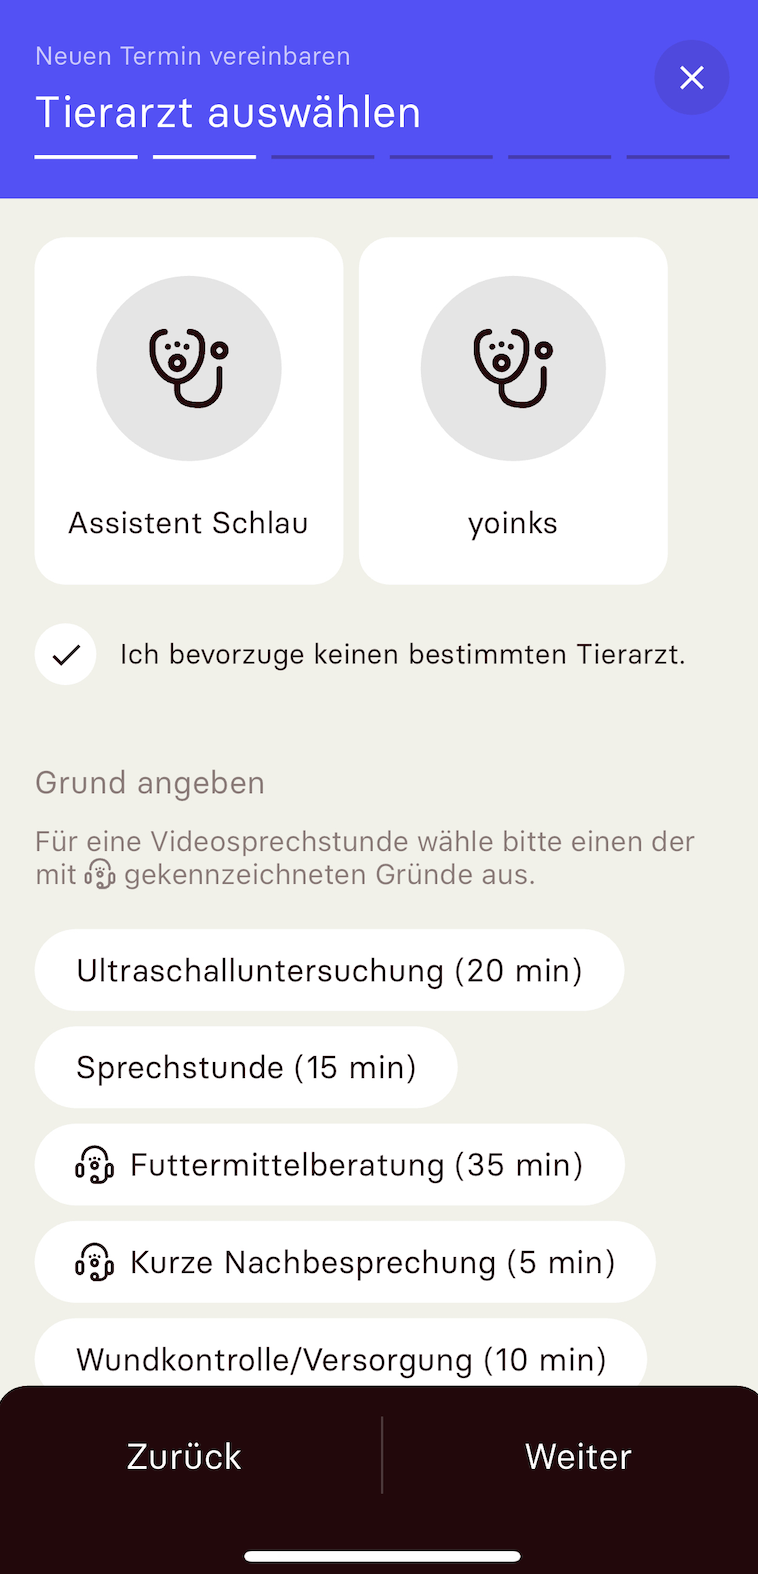 Neuen Termin vereinbaren
Tierarzt auswählen
Assistent Schlau
yoinks
Ich bevorzuge keinen bestimmten Tierarzt.
Grund angeben
Für eine Videosprechstunde wähle bitte einen der
mit gekennzeichneten Gründe aus.
Ultraschalluntersuchung (20 min)
Sprechstunde (15 min)
Futtermittelberatung (35 min)
Kurze Nachbesprechung (5 min)
Wundkontrolle/Versorgung (10 min)
Zurück
Weiter